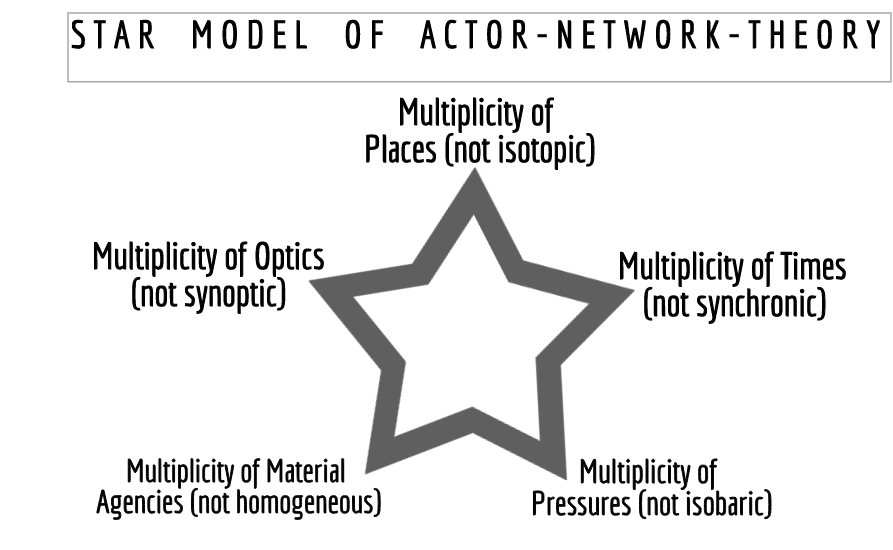 STAR MODEL OF ACTOR-NETWORK-THEORY
Multiplicity of
Places (not isotopic)
Multiplicity of Optics
(not synoptic)
Multiplicity of Times
(not synchronic)
Multiplicity of Material
Agencies (not homogeneous)
Multiplicity of
Pressures (not isobaric)